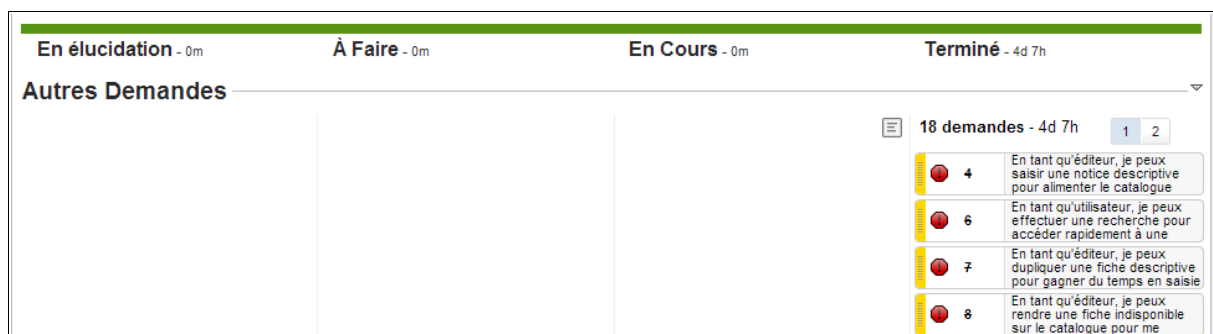 En élucidation - 0m
À Faire - 0m
En Cours - 0m
Terminé - 4d 7h
Autres Demandes
18 demandes - 4d 7h
1 2
4
En tant qu'éditeur, je peux
saisir une notice descriptive
pour alimenter le catalogue
6
En tant qu'utilisateur, je peux
effectuer une recherche pour
accéder rapidement à une
7
En tant qu'éditeur, je peux
dupliquer une fiche descriptive
pour gagner du temps en saisie
8
En tant qu'éditeur, je peux
rendre une fiche indisponible
sur le catalogue pour me